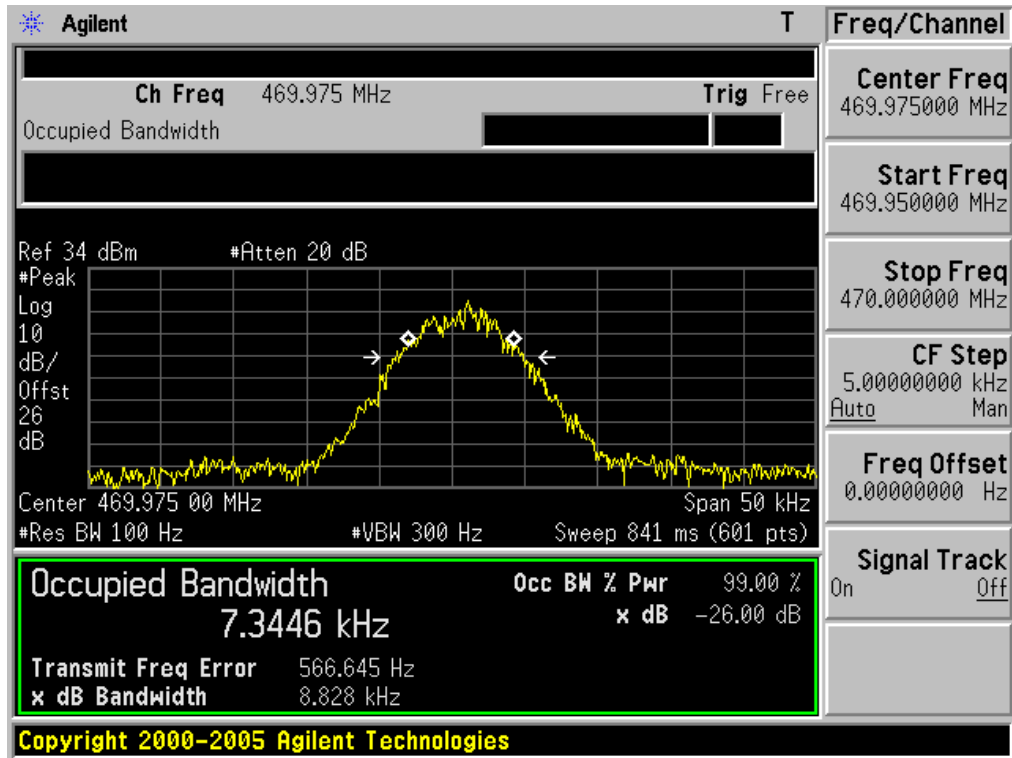 Agilent T
Freq/Channel
Ch Freq 469.975 MHz Trig Free
Occupied Bandwidth
Center Freq
469.975000 MHz
Start Freq
469.950000 MHz
Stop Freq
470.000000 MHz
CF Step
5.00000000 kHz
Auto Man
Freq Offset
0.00000000 Hz
Signal Track
On Off
Ref 34 dBm #Atten 20 dB
#Peak
Log
10
dB/
Offst
26
dB
Center 469.975 00 MHz Span 50 kHz
#Res BW 100 Hz #VBW 300 Hz Sweep 841 ms (601 pts)
Occupied Bandwidth Occ BW % Pwr 99.00 %
7.3446 kHz x dB -26.00 dB
Transmit Freq Error 566.645 Hz
x dB Bandwidth 8.828 kHz
Copyright 2000-2005 Agilent Technologies